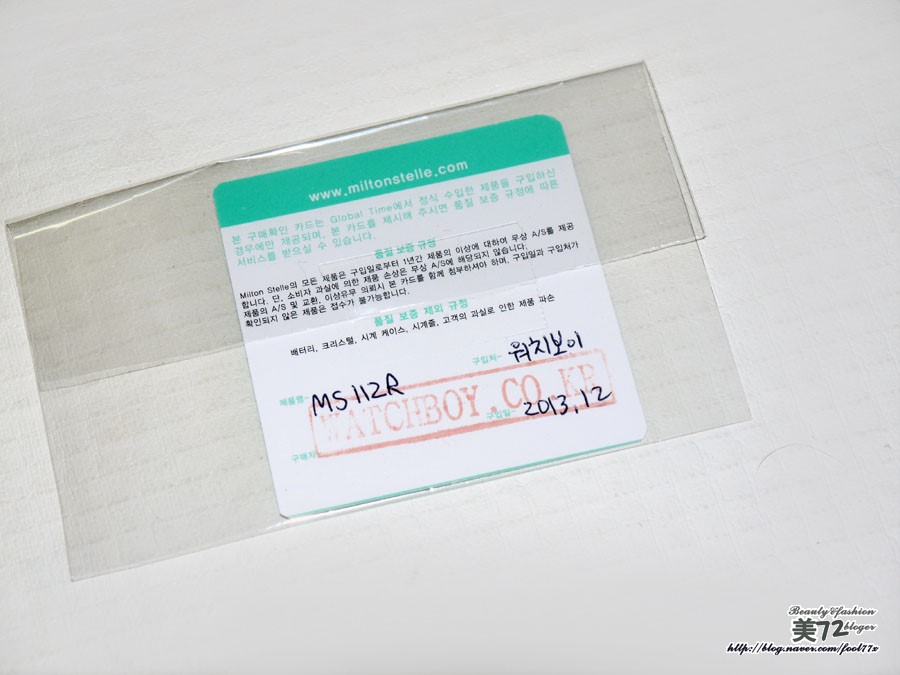 www.miltonstelle.com
본 구매확인 카드는 Global Time에서 정식 수입한 제품을 구입하신
경우에만 제공되며, 본 카드를 제시해 주시면 품질 보증 규정에 따른
서비스를 받으실 수 있습니다.
품질 보증 규정
Milton Stelle의 모든 제품은 구입일로부터 1년간 제품의 이상에 대하여 무상 A/S를 제공
합니다. 단, 소비자 과실에 의한 제품 손상은 무상 A/S에 해당되지 않습니다.
제품의 A/S 및 교환, 이상유무 의뢰시 본 카드를 함께 첨부하셔야 하며, 구입일과 구입처가
확인되지 않은 제품은 접수가 불가능합니다.
품질 보증 제외 규정
배터리, 크리스털, 시계 케이스, 시계줄, 고객의 과실로 인한 제품 파손
제품명- MS112R 구입처- 워치보이
WATCHBOY.CO.KR
구매자 구입일- 2013.12
Beauty&fashion
美72bloger
http://blog.naver.com/fool77x